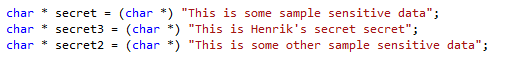 char * secret = (char *) "This is some sample sensitive data";
char * secret3 = (char *) "This is Henrik's secret secret";
char * secret2 = (char *) "This is some other sample sensitive data";